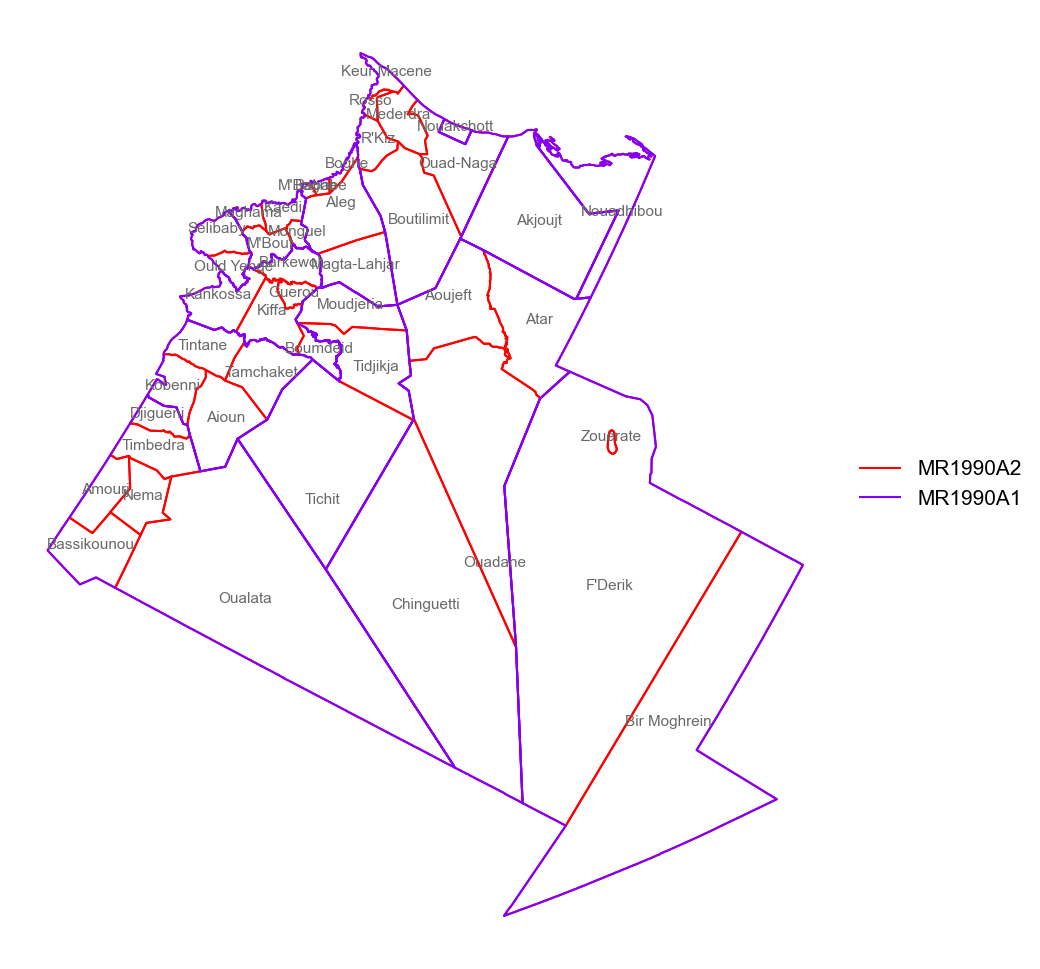 Keur-Macene
Rosso
Mederdra
Nouakshott
R'Kiz
Boghe
Ouad-Naga
Aleg
Maghama
Kaedi
Nouadhibou
Boutilimit
Akjoujt
Selibaby
Monguel
M'Bout
Ould Yenge
Barkewol
Magta-Lahjar
Kankossa
Guerou
Aoujeft
Moudjeria
Kiffa
Atar
Tintane
Boumdeid
Tidjikja
Tamchaket
Kobenni
Djigueni
Aioun
Zouerate
Timbedra
MR1990A2
Amourj
Nema
Tichit
MR1990A1
Bassikounou
Ouadane
F'Derik
Oualata
Chinguetti
Bir Moghrein